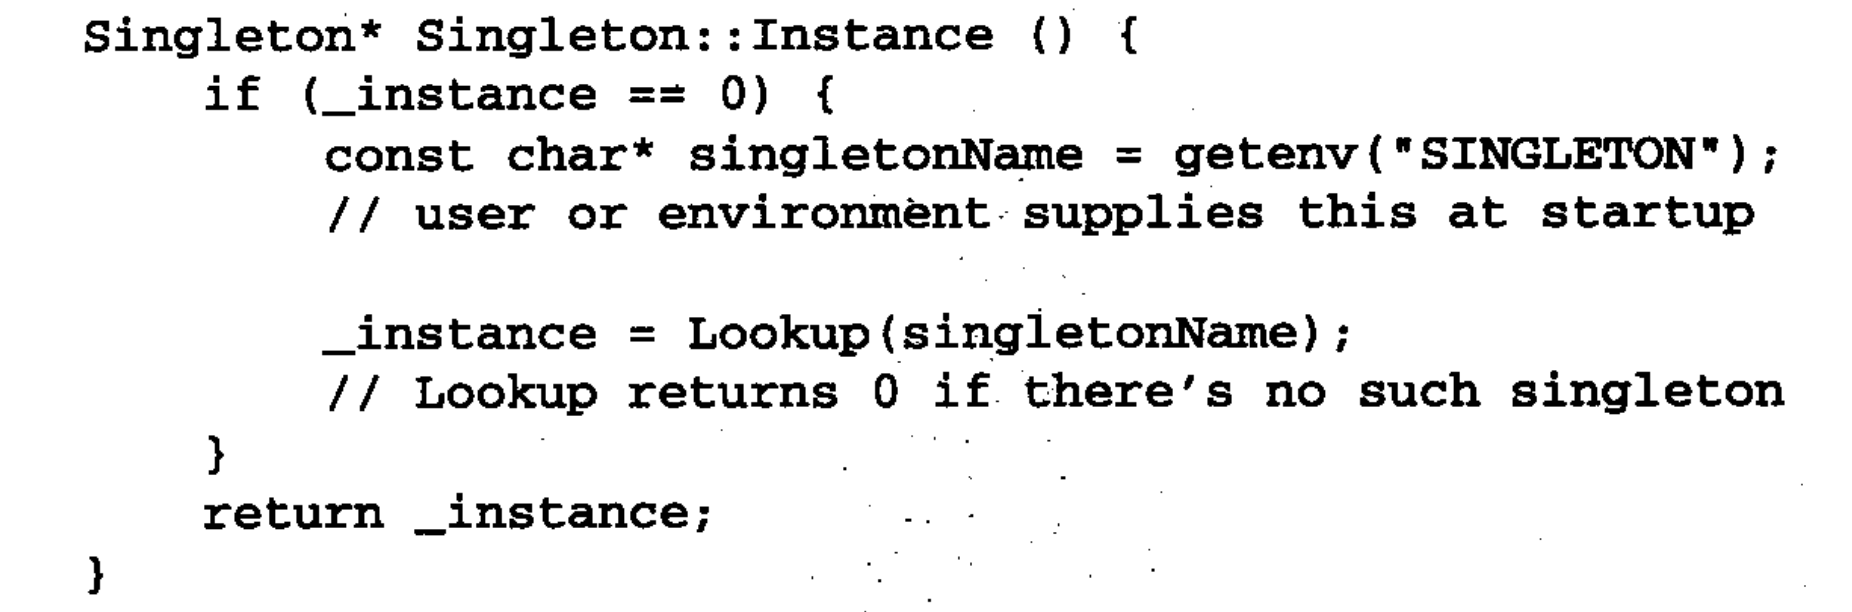 Singleton* Singleton::Instance () {
    if (_instance == 0) {
        const char* singletonName = getenv("SINGLETON");
        // user or environment supplies this at startup

        _instance = Lookup(singletonName);
        // Lookup returns 0 if there's no such singleton
    }
    return _instance;
}